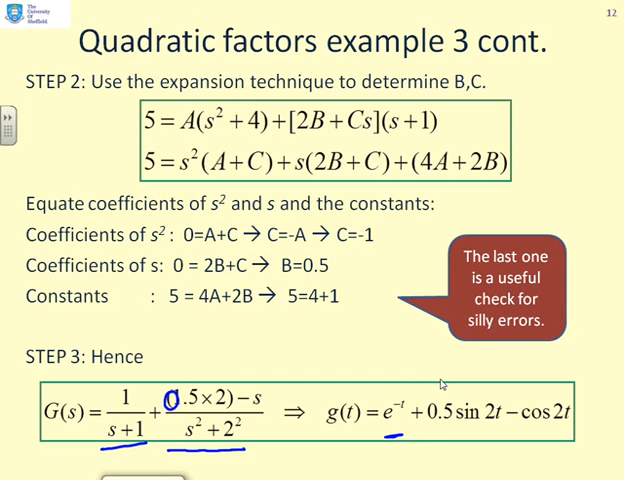 The University Of Sheffield.
12
Quadratic factors example 3 cont.
STEP 2: Use the expansion technique to determine B,C.
5 = A(s² + 4) + [2B + Cs](s + 1)
5 = s²(A + C) + s(2B + C) + (4A + 2B)
Equate coefficients of s² and s and the constants:
Coefficients of s² : 0=A+C → C=-A → C=-1
Coefficients of s: 0 = 2B+C → B=0.5
Constants : 5 = 4A+2B → 5=4+1
The last one
is a useful
check for
silly errors.
STEP 3: Hence
G(s) = 1/(s + 1) + ((0.5 × 2) − s)/(s² + 2²) ⇒ g(t) = e^(−t) + 0.5 sin 2t − cos 2t